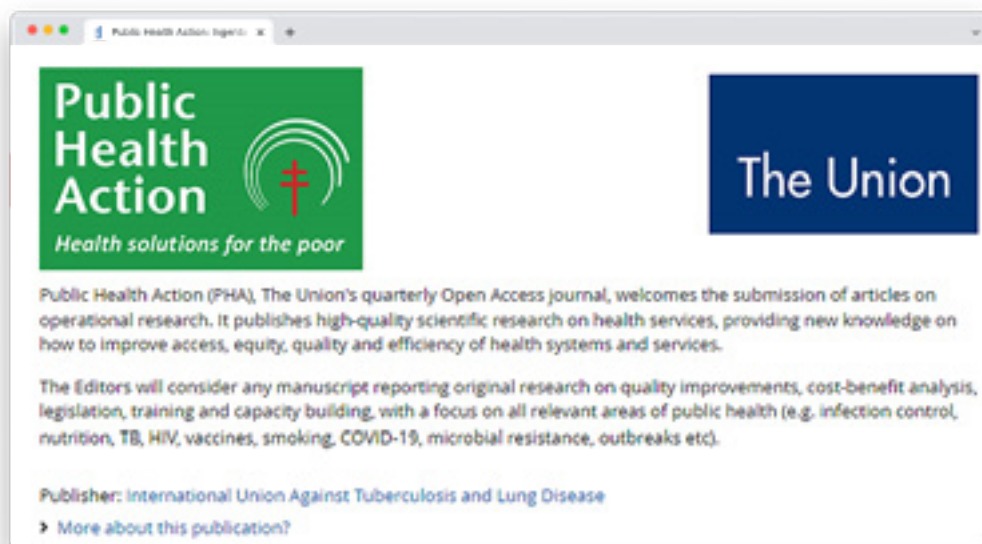 Public Health Action: Ingent
Public
Health
Action
Health solutions for the poor
The Union
Public Health Action (PHA), The Union's quarterly Open Access journal, welcomes the submission of articles on
operational research. It publishes high-quality scientific research on health services, providing new knowledge on
how to improve access, equity, quality and efficiency of health systems and services.
The Editors will consider any manuscript reporting original research on quality improvements, cost-benefit analysis,
legislation, training and capacity building, with a focus on all relevant areas of public health (e.g. infection control,
nutrition, TB, HIV, vaccines, smoking, COVID-19, microbial resistance, outbreaks etc).
Publisher: International Union Against Tuberculosis and Lung Disease
More about this publication?